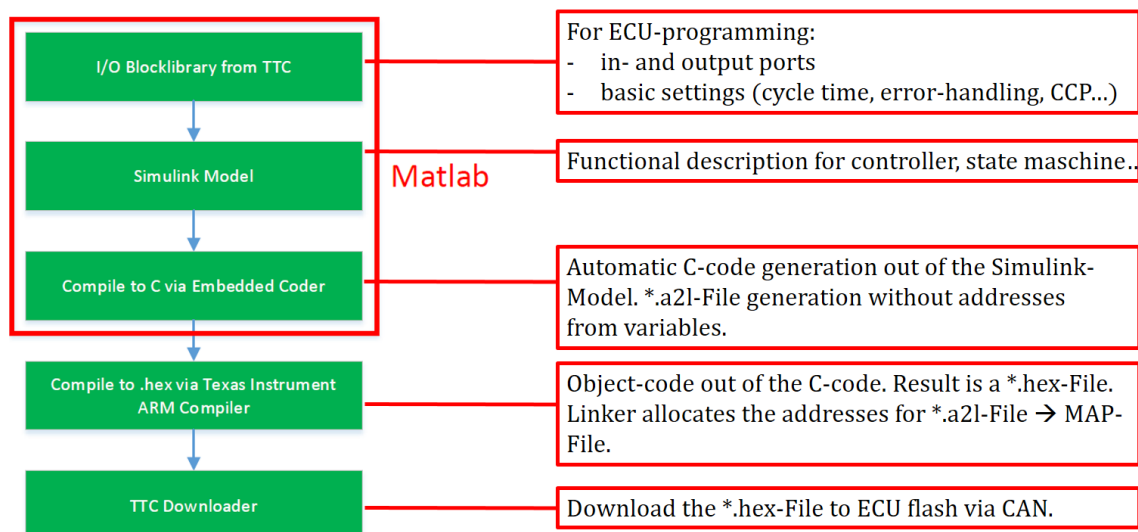 I/O Blocklibrary from TTC
For ECU-programming:
- in- and output ports
- basic settings (cycle time, error-handling, CCP...)
Simulink Model
Matlab
Functional description for controller, state maschine..
Compile to C via Embedded Coder
Automatic C-code generation out of the Simulink-
Model. *.a2l-File generation without addresses
from variables.
Compile to .hex via Texas Instrument
ARM Compiler
Object-code out of the C-code. Result is a *.hex-File.
Linker allocates the addresses for *.a2l-File → MAP-
File.
TTC Downloader
Download the *.hex-File to ECU flash via CAN.